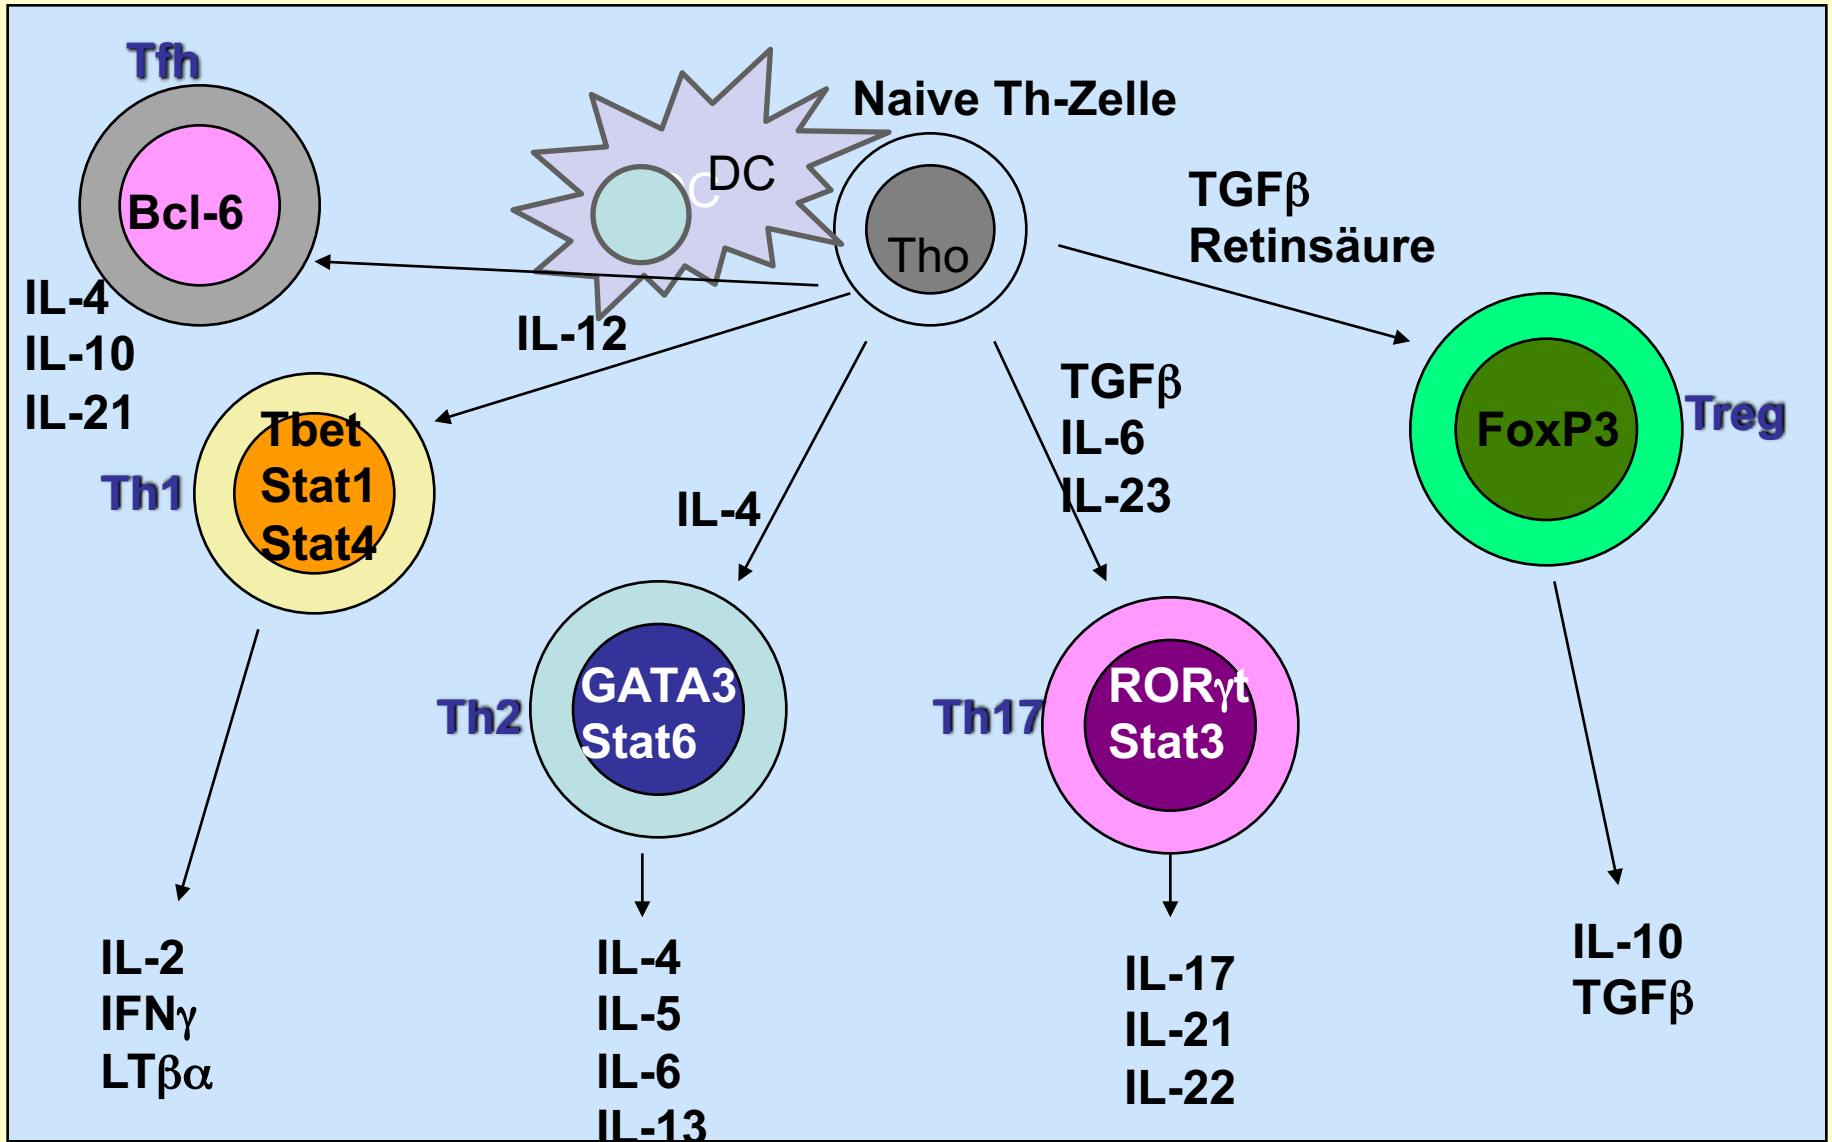 Tfh
Naive Th-Zelle
DC
DC
Bcl-6
Tho
TGFβ
Retinsäure
IL-4
IL-10
IL-21
IL-12
TGFβ
IL-6
IL-23
FoxP3
Treg
Tbet
Stat1
Stat4
Th1
IL-4
GATA3
Stat6
Th2
RORγt
Stat3
Th17
IL-2
IFNγ
LTβα
IL-4
IL-5
IL-6
IL-13
IL-17
IL-21
IL-22
IL-10
TGFβ